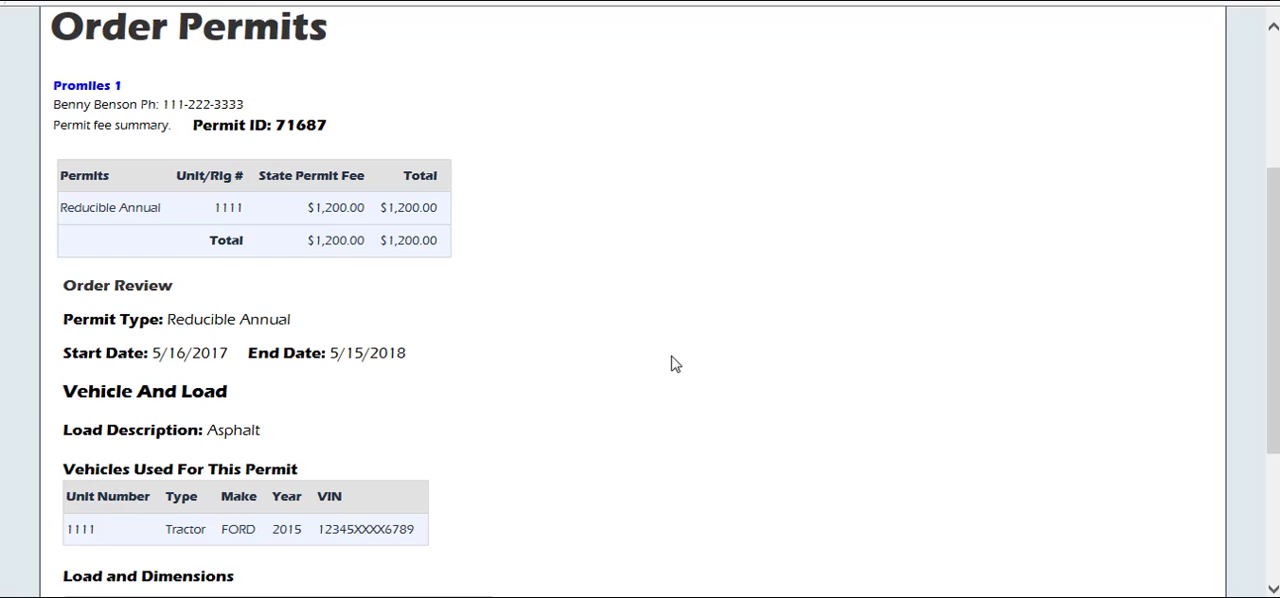 Order Permits
Promiles 1
Benny Benson Ph: 111-222-3333
Permit fee summary. Permit ID: 71687
Permits Unit/Rig # State Permit Fee Total
Reducible Annual 1111 $1,200.00 $1,200.00
Total $1,200.00 $1,200.00
Order Review
Permit Type: Reducible Annual
Start Date: 5/16/2017 End Date: 5/15/2018
Vehicle And Load
Load Description: Asphalt
Vehicles Used For This Permit
Unit Number Type Make Year VIN
1111 Tractor FORD 2015 12345XXXX6789
Load and Dimensions